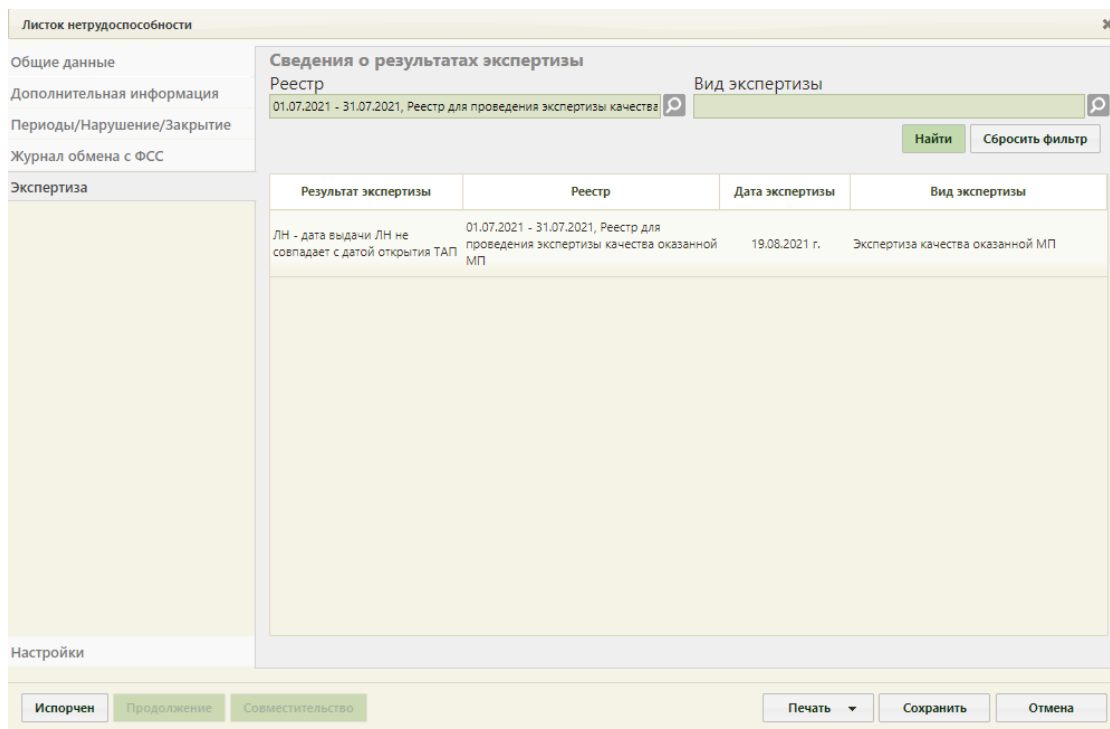 Листок нетрудоспособности
Общие данные
Дополнительная информация
Периоды/Нарушение/Закрытие
Журнал обмена с ФСС
Экспертиза
Настройки
Сведения о результатах экспертизы
Реестр
Вид экспертизы
01.07.2021 - 31.07.2021, Реестр для проведения экспертизы качества
Найти
Сбросить фильтр
Результат экспертизы
Реестр
Дата экспертизы
Вид экспертизы
ЛН - дата выдачи ЛН не
совпадает с датой открытия ТАП
01.07.2021 - 31.07.2021, Реестр для
проведения экспертизы качества оказанной
МП
19.08.2021 г.
Экспертиза качества оказанной МП
Испорчен
Продолжение
Совместительство
Печать
Сохранить
Отмена